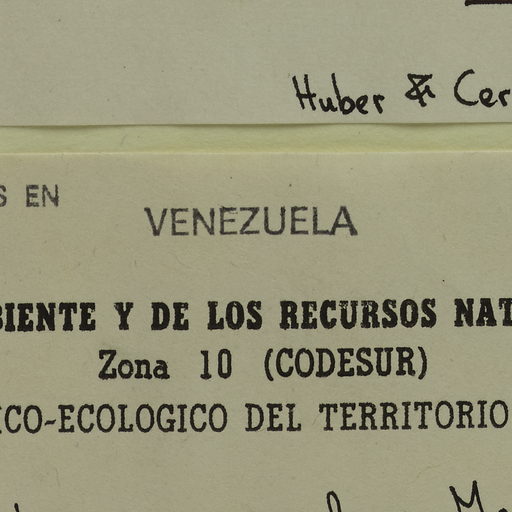 Huber & Cer
S EN
VENEZUELA
BIENTE Y DE LOS RECURSOS NAT
Zona 10 (CODESUR)
ICO-ECOLOGICO DEL TERRITORIO